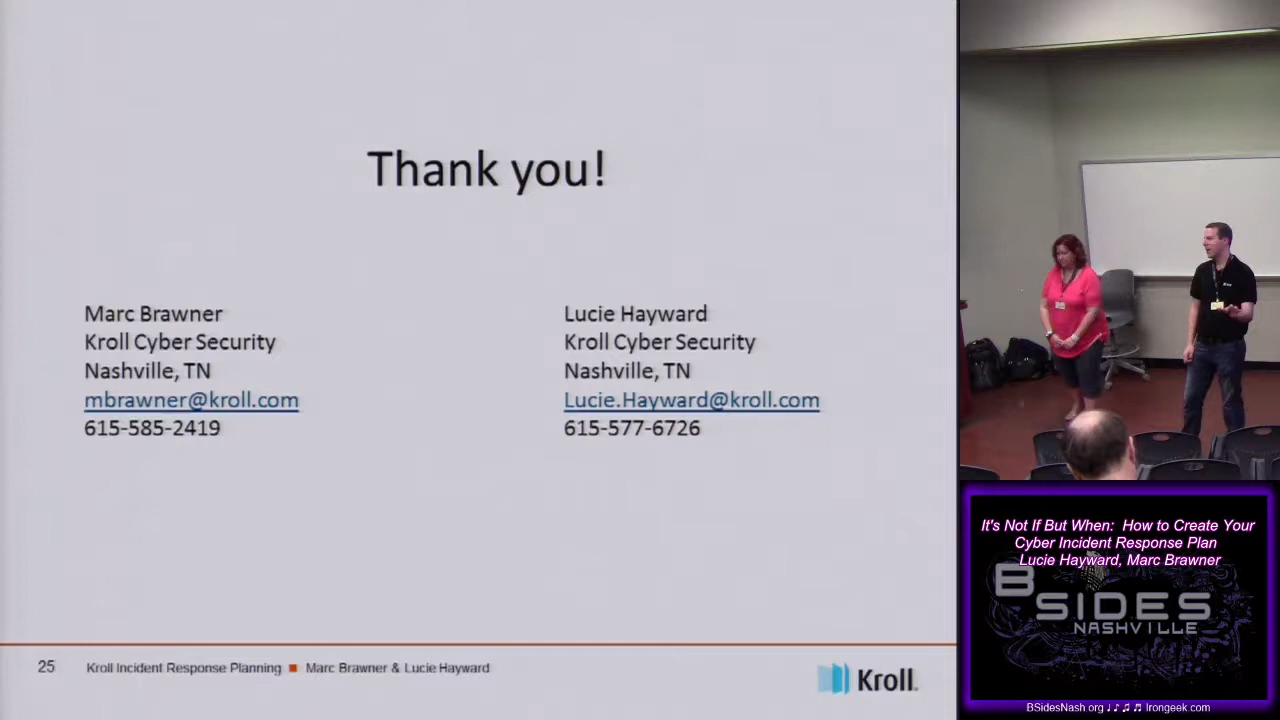 Thank you!
Marc Brawner
Kroll Cyber Security
Nashville, TN
mbrawner@kroll.com
615-585-2419
Lucie Hayward
Kroll Cyber Security
Nashville, TN
Lucie.Hayward@kroll.com
615-577-6726
25
Kroll Incident Response Planning ■ Marc Brawner & Lucie Hayward
Kroll
It's Not If But When: How to Create Your
Cyber Incident Response Plan
Lucie Hayward, Marc Brawner
BSIDES
NASHVILLE
BSidesNash.org ♩♪♫♬ Irongeek.com